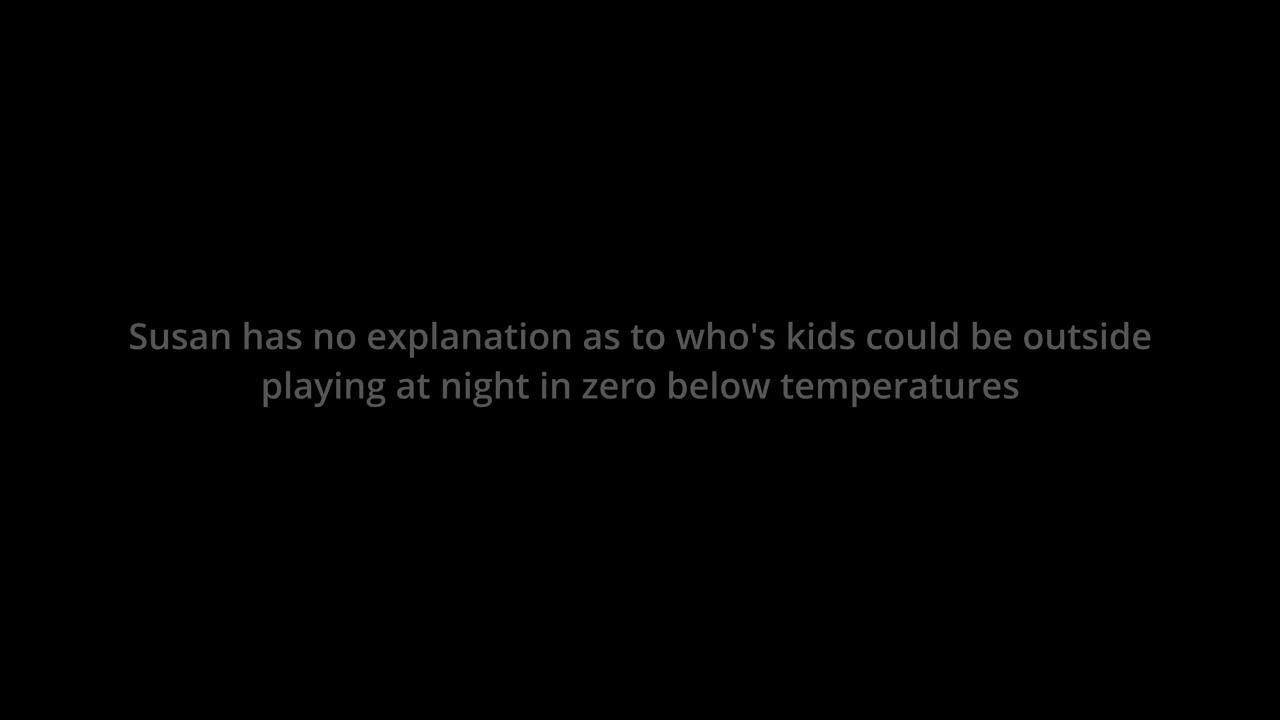 Susan has no explanation as to who's kids could be outside
playing at night in zero below temperatures